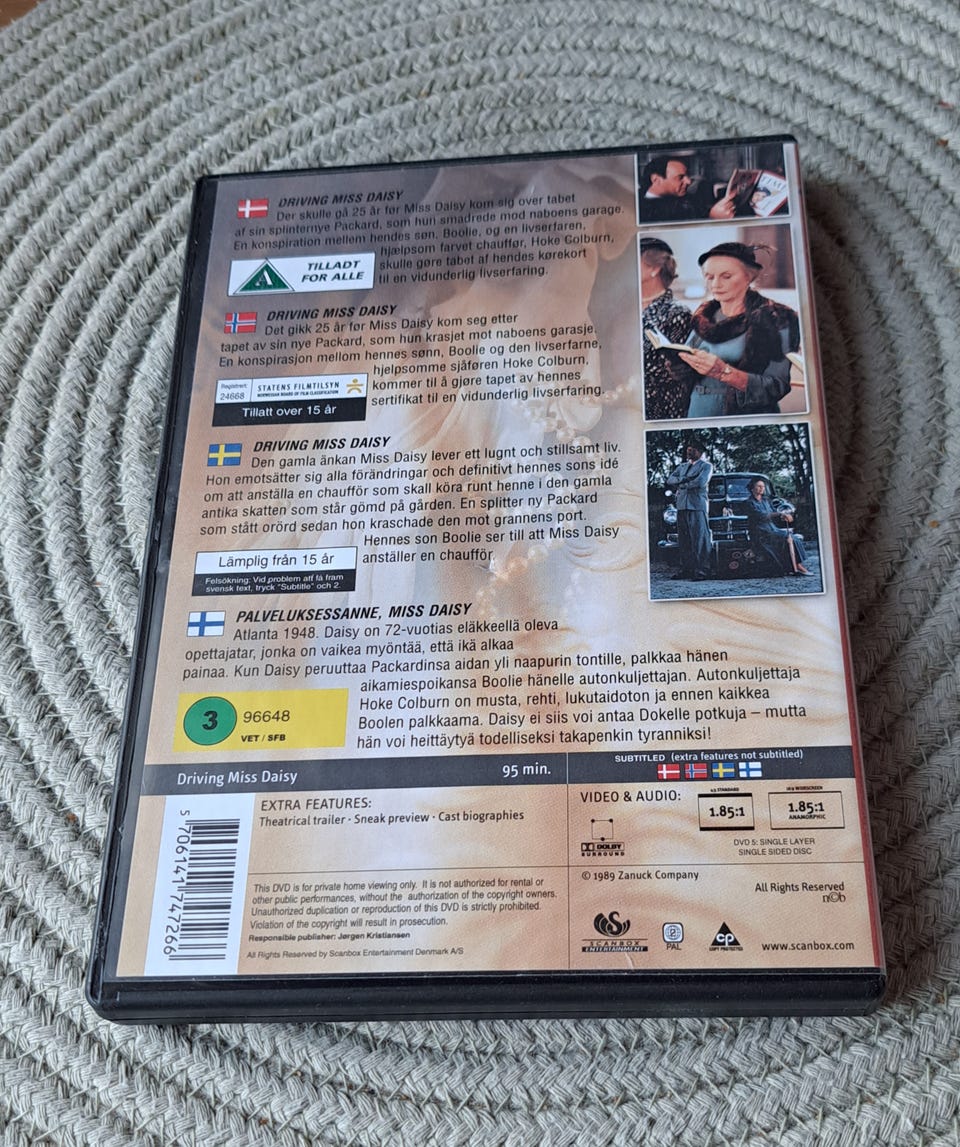 DRIVING MISS DAISY
Der skulle gå 25 år før Miss Daisy kom sig over tabet
af sin splinternye Packard, som hun smadrede mod naboens garage.
En konspiration mellem hendes søn, Boolie, og en livserfaren,
hjælpsom farvet chauffør, Hoke Colburn,
skulle gøre tabet af hendes kørekort
til en vidunderlig livserfaring.
A
TILLADT
FOR ALLE
DRIVING MISS DAISY
Det gikk 25 år før Miss Daisy kom seg etter
tapet av sin nye Packard, som hun krasjet mot naboens garasje.
En konspirasjon mellom hennes sønn, Boolie og den livserfarne,
hjelpsomme sjåføren Hoke Colburn,
kommer til å gjøre tapet av hennes
sertifikat til en vidunderlig livserfaring.
Registrert:
24668
STATENS FILMTILSYN
NORWEGIAN BOARD OF FILM CLASSIFICATION
Tillatt over 15 år
DRIVING MISS DAISY
Den gamla änkan Miss Daisy lever ett lugnt och stillsamt liv.
Hon emotsätter sig alla förändringar och definitivt hennes sons idé
om att anställa en chaufför som skall köra runt henne i den gamla
antika skatten som står gömd på gården. En splitter ny Packard
som stått orörd sedan hon kraschade den mot grannens port.
Hennes son Boolie ser till att Miss Daisy
anställer en chaufför.
Lämplig från 15 år
Felsökning: Vid problem att få fram
svensk text, tryck "Subtitle" och 2.
PALVELUKSESSANNE, MISS DAISY
Atlanta 1948. Daisy on 72-vuotias eläkkeellä oleva
opettajatar, jonka on vaikea myöntää, että ikä alkaa
painaa. Kun Daisy peruuttaa Packardinsa aidan yli naapurin tontille, palkkaa hänen
aikamiespoikansa Boolie hänelle autonkuljettajan. Autonkuljettaja
Hoke Colburn on musta, rehti, lukutaidoton ja ennen kaikkea
Boolen palkkaama. Daisy ei siis voi antaa Dokelle potkuja – mutta
hän voi heittäytyä todelliseksi takapenkin tyranniksi!
3
96648
VET / SFB
Driving Miss Daisy
95 min.
SUBTITLED (extra features not subtitled)
EXTRA FEATURES:
Theatrical trailer · Sneak preview · Cast biographies
VIDEO & AUDIO:
4:3 STANDARD
1.85:1
16:9 WIDESCREEN
1.85:1
ANAMORPHIC
DOLBY
SURROUND
DVD 5: SINGLE LAYER
SINGLE SIDED DISC
5 706141 747266
This DVD is for private home viewing only. It is not authorized for rental or
other public performances, without the authorization of the copyright owners.
Unauthorized duplication or reproduction of this DVD is strictly prohibited.
Violation of the copyright will result in prosecution.
Responsible publisher: Jørgen Kristiansen
All Rights Reserved by Scanbox Entertainment Denmark A/S
© 1989 Zanuck Company
All Rights Reserved
n©b
SCANBOX
ENTERTAINMENT
2
PAL
CP
COPY PROTECTED
www.scanbox.com